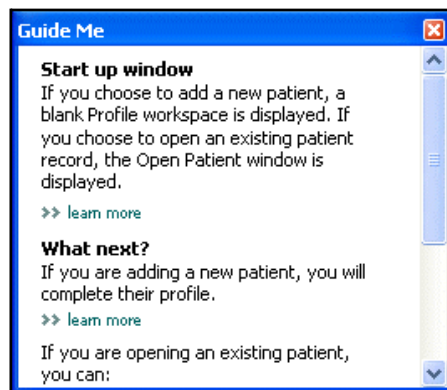 Guide Me
Start up window
If you choose to add a new patient, a
blank Profile workspace is displayed. If
you choose to open an existing patient
record, the Open Patient window is
displayed.
>> learn more
What next?
If you are adding a new patient, you will
complete their profile.
>> learn more
If you are opening an existing patient,
you can: